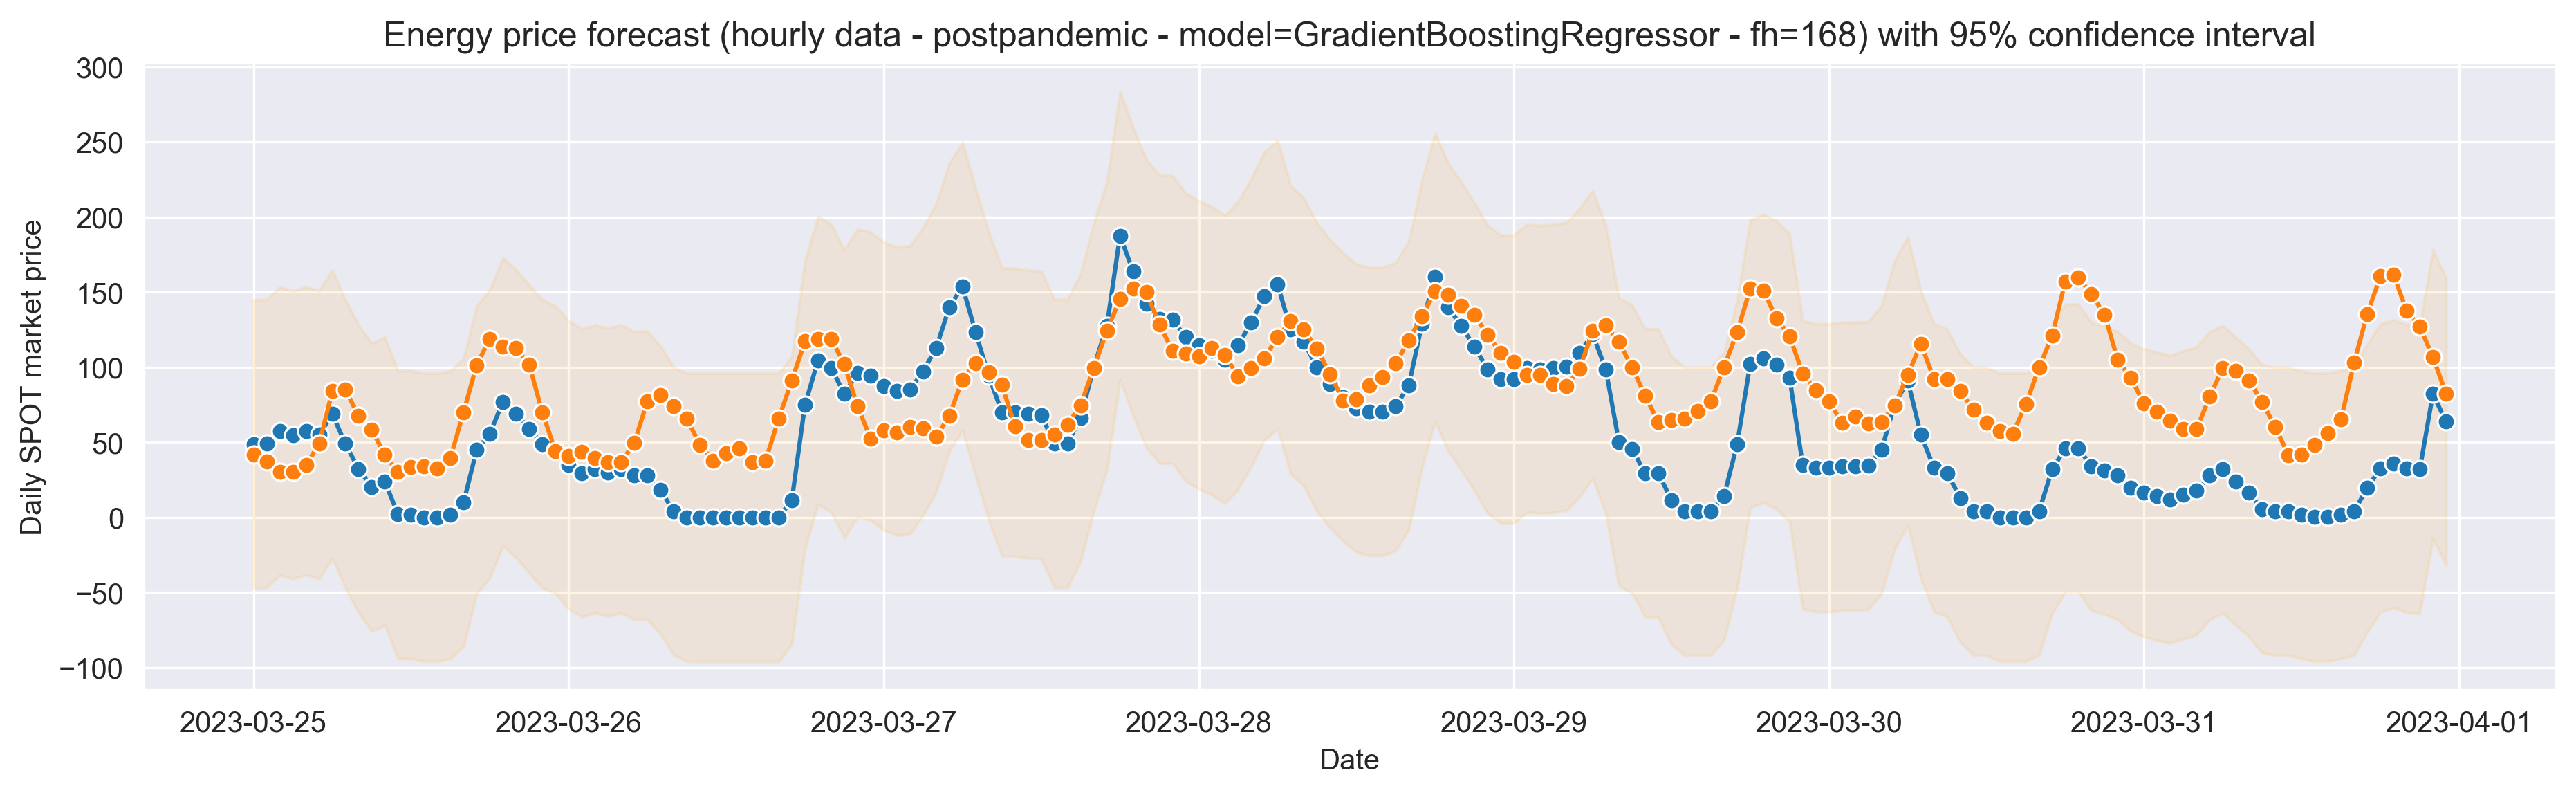 Energy price forecast (hourly data - postpandemic - model=GradientBoostingRegressor - fh=168) with 95% confidence interval
300
250
200
150
100
50
0
−50
−100
Daily SPOT market price
2023-03-25 2023-03-26 2023-03-27 2023-03-28 2023-03-29 2023-03-30 2023-03-31 2023-04-01
Date